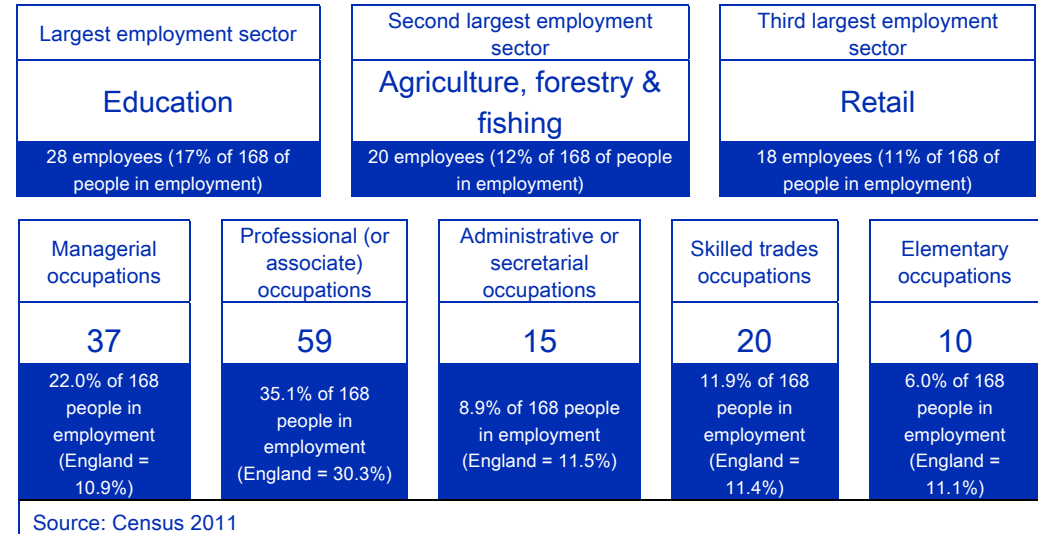 Largest employment sector
Education
28 employees (17% of 168 of
people in employment)
Second largest employment
sector
Agriculture, forestry &
fishing
20 employees (12% of 168 of people
in employment)
Third largest employment
sector
Retail
18 employees (11% of 168 of
people in employment)
Managerial
occupations
37
22.0% of 168
people in
employment
(England =
10.9%)
Professional (or
associate)
occupations
59
35.1% of 168
people in
employment
(England = 30.3%)
Administrative or
secretarial
occupations
15
8.9% of 168 people
in employment
(England = 11.5%)
Skilled trades
occupations
20
11.9% of 168
people in
employment
(England =
11.4%)
Elementary
occupations
10
6.0% of 168
people in
employment
(England =
11.1%)
Source: Census 2011